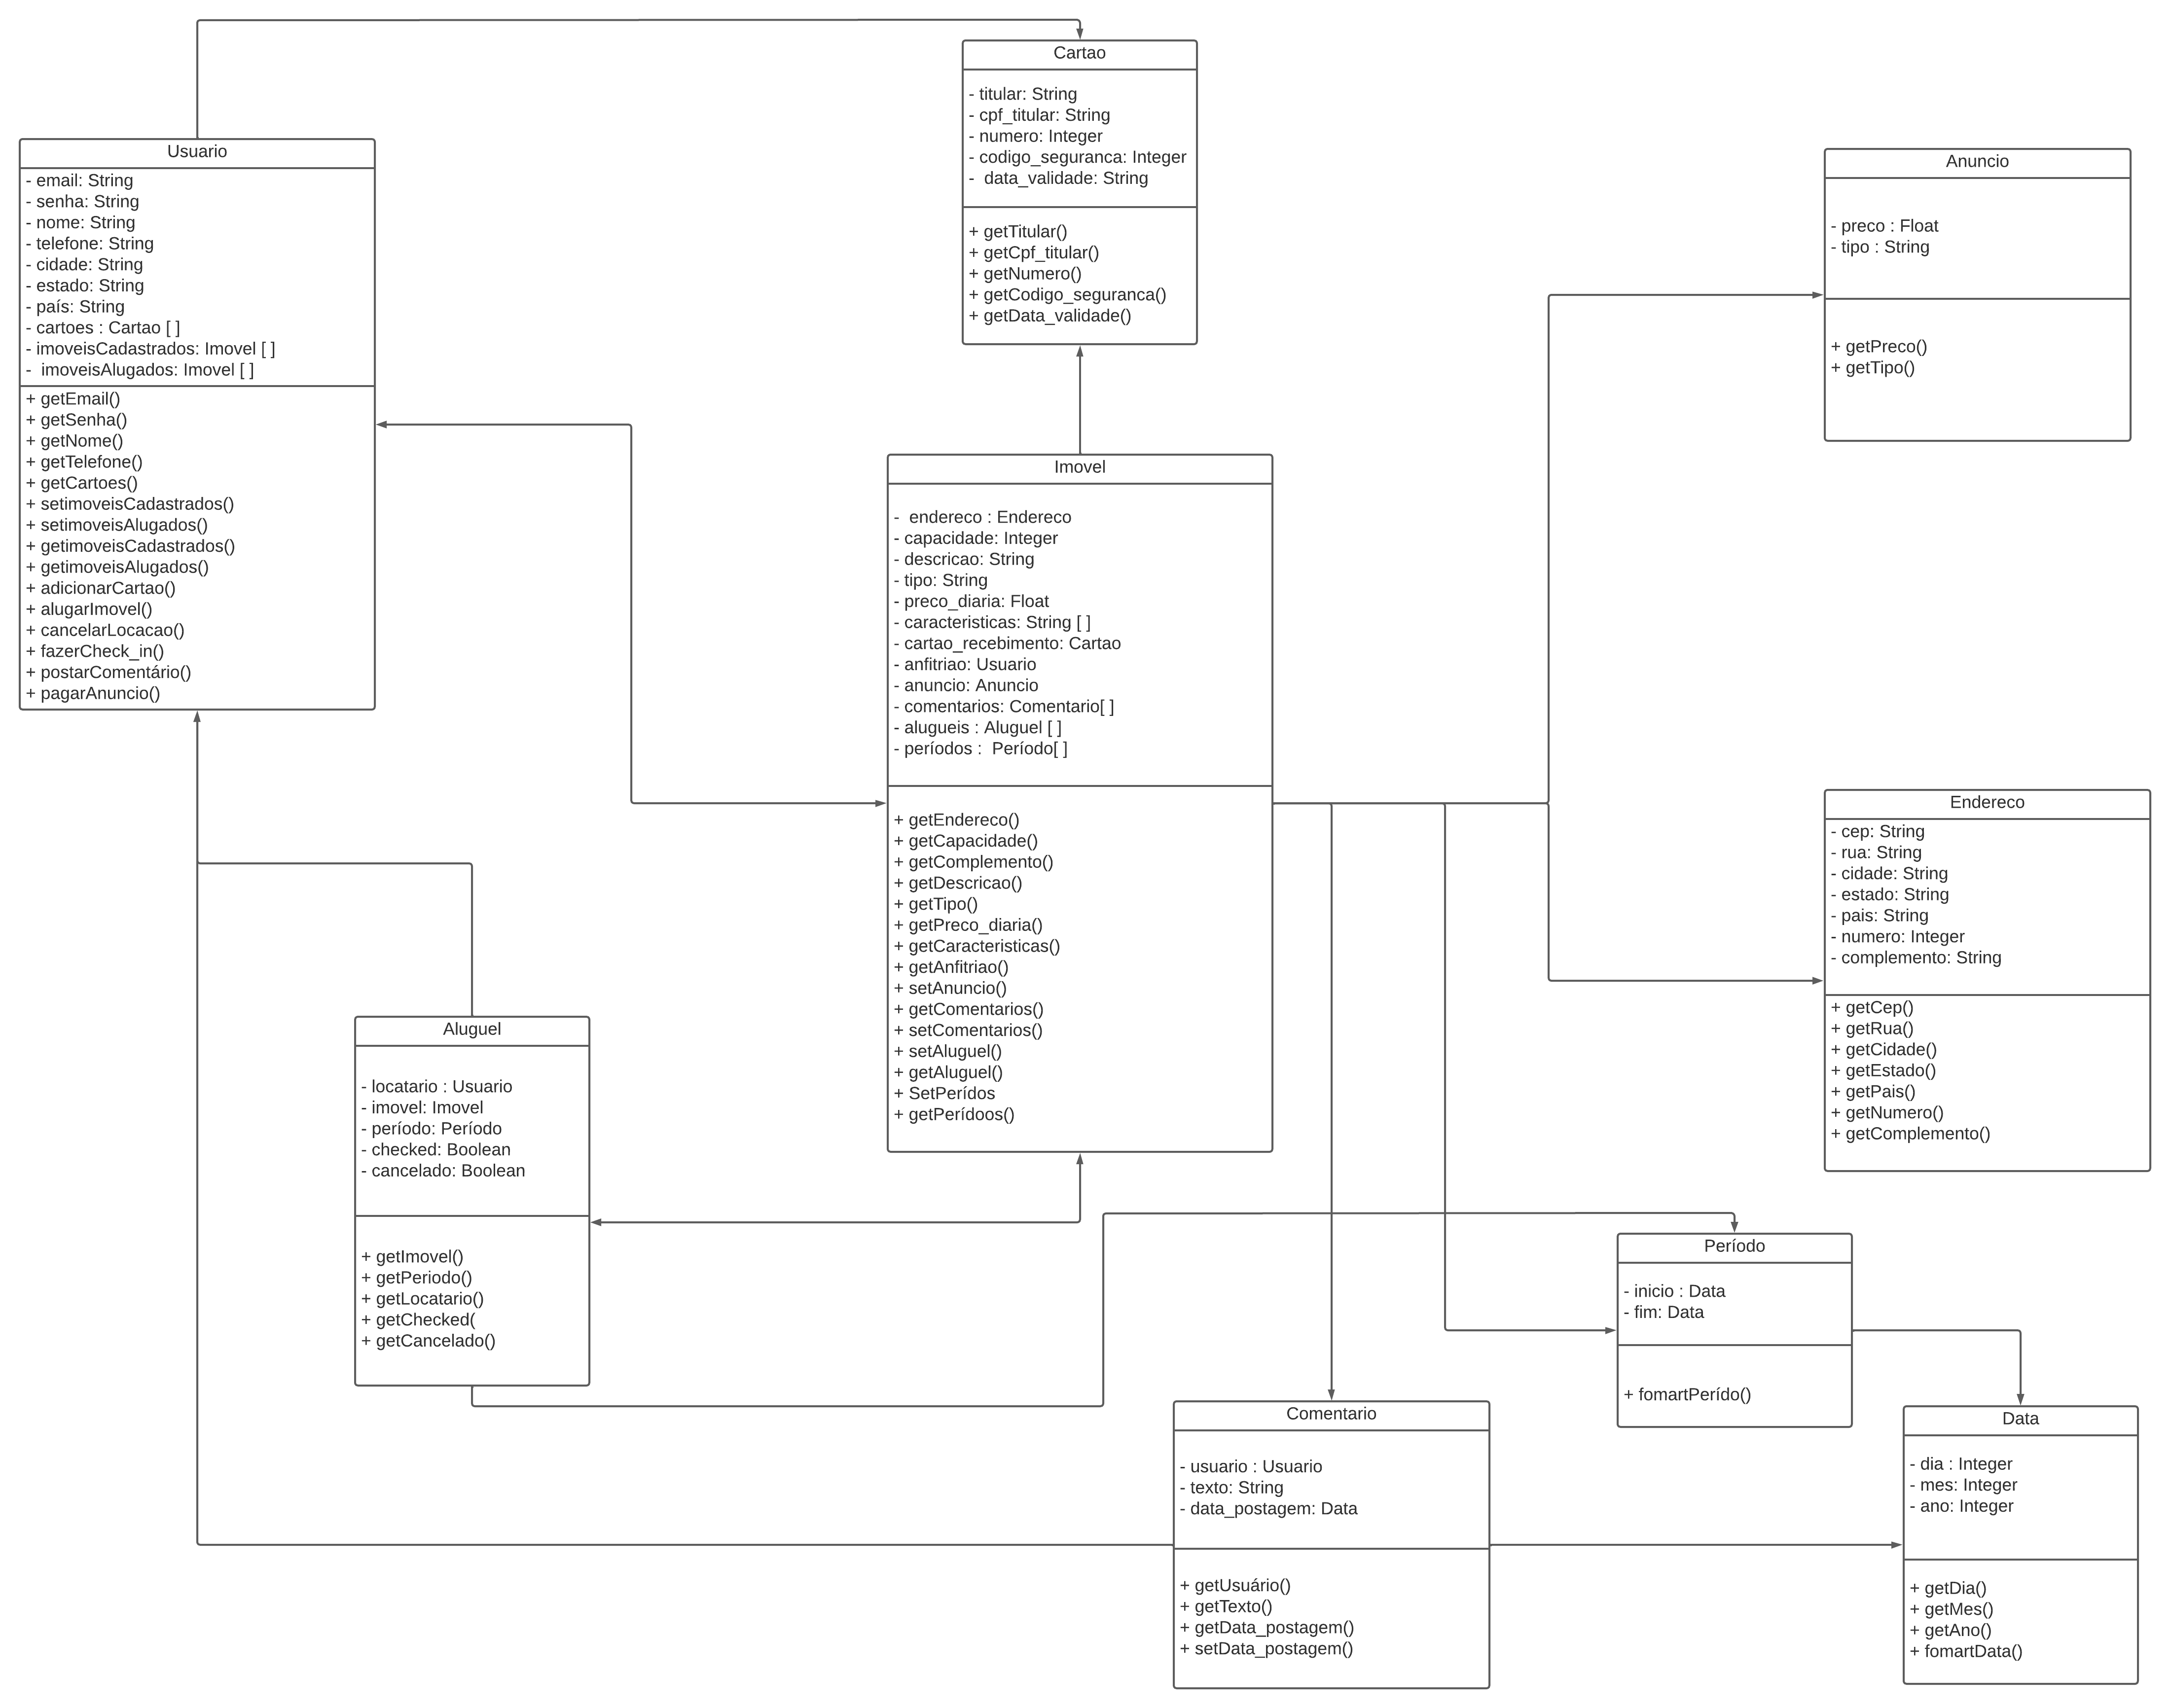 Cartao
- titular: String
- cpf_titular: String
- numero: Integer
- codigo_seguranca: Integer
-  data_validade: String
+ getTitular()
+ getCpf_titular()
+ getNumero()
+ getCodigo_seguranca()
+ getData_validade()
Usuario
- email: String
- senha: String
- nome: String
- telefone: String
- cidade: String
- estado: String
- país: String
- cartoes : Cartao [ ]
- imoveisCadastrados: Imovel [ ]
-  imoveisAlugados: Imovel [ ]
+ getEmail()
+ getSenha()
+ getNome()
+ getTelefone()
+ getCartoes()
+ setimoveisCadastrados()
+ setimoveisAlugados()
+ getimoveisCadastrados()
+ getimoveisAlugados()
+ adicionarCartao()
+ alugarImovel()
+ cancelarLocacao()
+ fazerCheck_in()
+ postarComentário()
+ pagarAnuncio()
Anuncio
- preco : Float
- tipo : String
+ getPreco()
+ getTipo()
Imovel
-  endereco : Endereco
- capacidade: Integer
- descricao: String
- tipo: String
- preco_diaria: Float
- caracteristicas: String [ ]
- cartao_recebimento: Cartao
- anfitriao: Usuario
- anuncio: Anuncio
- comentarios: Comentario[ ]
- alugueis : Aluguel [ ]
- períodos :  Período[ ]
+ getEndereco()
+ getCapacidade()
+ getComplemento()
+ getDescricao()
+ getTipo()
+ getPreco_diaria()
+ getCaracteristicas()
+ getAnfitriao()
+ setAnuncio()
+ getComentarios()
+ setComentarios()
+ setAluguel()
+ getAluguel()
+ SetPerídos
+ getPerídoos()
Endereco
- cep: String
- rua: String
- cidade: String
- estado: String
- pais: String
- numero: Integer
- complemento: String
+ getCep()
+ getRua()
+ getCidade()
+ getEstado()
+ getPais()
+ getNumero()
+ getComplemento()
Aluguel
- locatario : Usuario
- imovel: Imovel
- período: Período
- checked: Boolean
- cancelado: Boolean
+ getImovel()
+ getPeriodo()
+ getLocatario()
+ getChecked(
+ getCancelado()
Período
- inicio : Data
- fim: Data
+ fomartPerído()
Comentario
- usuario : Usuario
- texto: String
- data_postagem: Data
+ getUsuário()
+ getTexto()
+ getData_postagem()
+ setData_postagem()
Data
- dia : Integer
- mes: Integer
- ano: Integer
+ getDia()
+ getMes()
+ getAno()
+ fomartData()